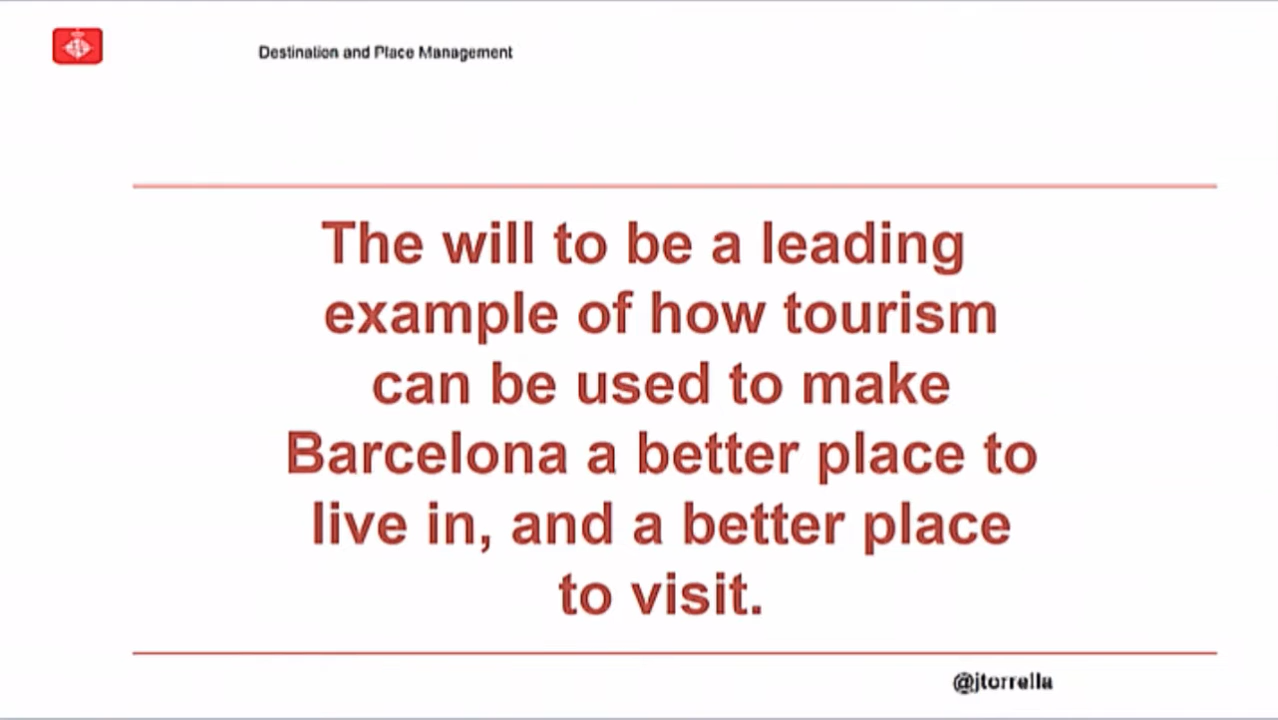 Destination and Place Management
The will to be a leading
example of how tourism
can be used to make
Barcelona a better place to
live in, and a better place
to visit.
@jtorrella